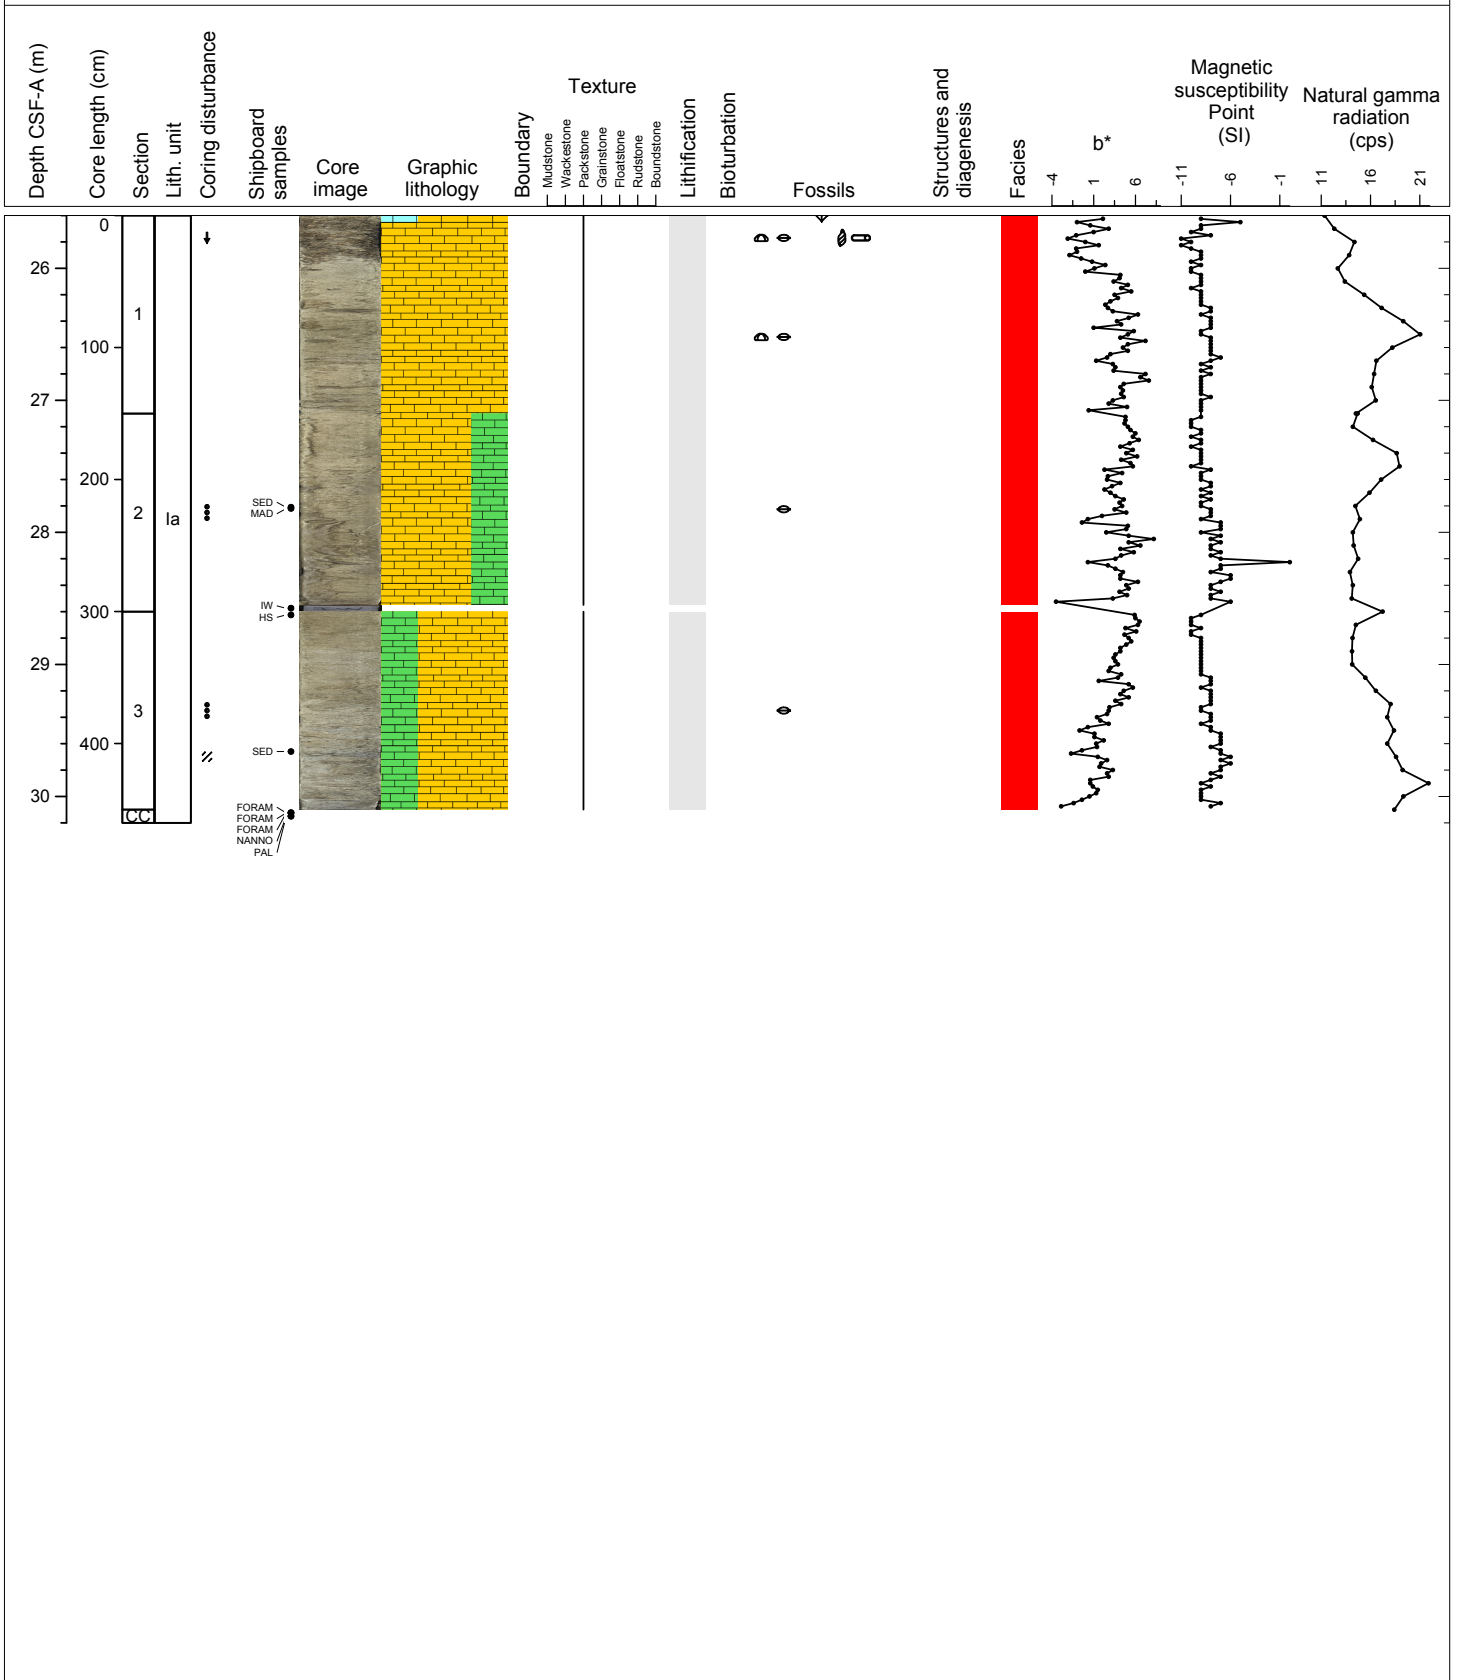 Depth CSF-A (m)
Core length (cm)
Section
Lith. unit
Coring disturbance
Shipboard
samples
Core
image
Graphic
lithology
Boundary
Texture
Mudstone
Wackestone
Packstone
Grainstone
Floatstone
Rudstone
Boundstone
Lithification
Bioturbation
Fossils
Structures and
diagenesis
Facies
b*
-4
1
6
Magnetic
susceptibility
Point
(SI)
-11
-6
-1
Natural gamma
radiation
(cps)
11
16
21
26
27
28
29
30
0
100
200
300
400
1
2
3
CC
Ia
SED
MAD
IW
HS
SED
FORAM
FORAM
FORAM
NANNO
PAL